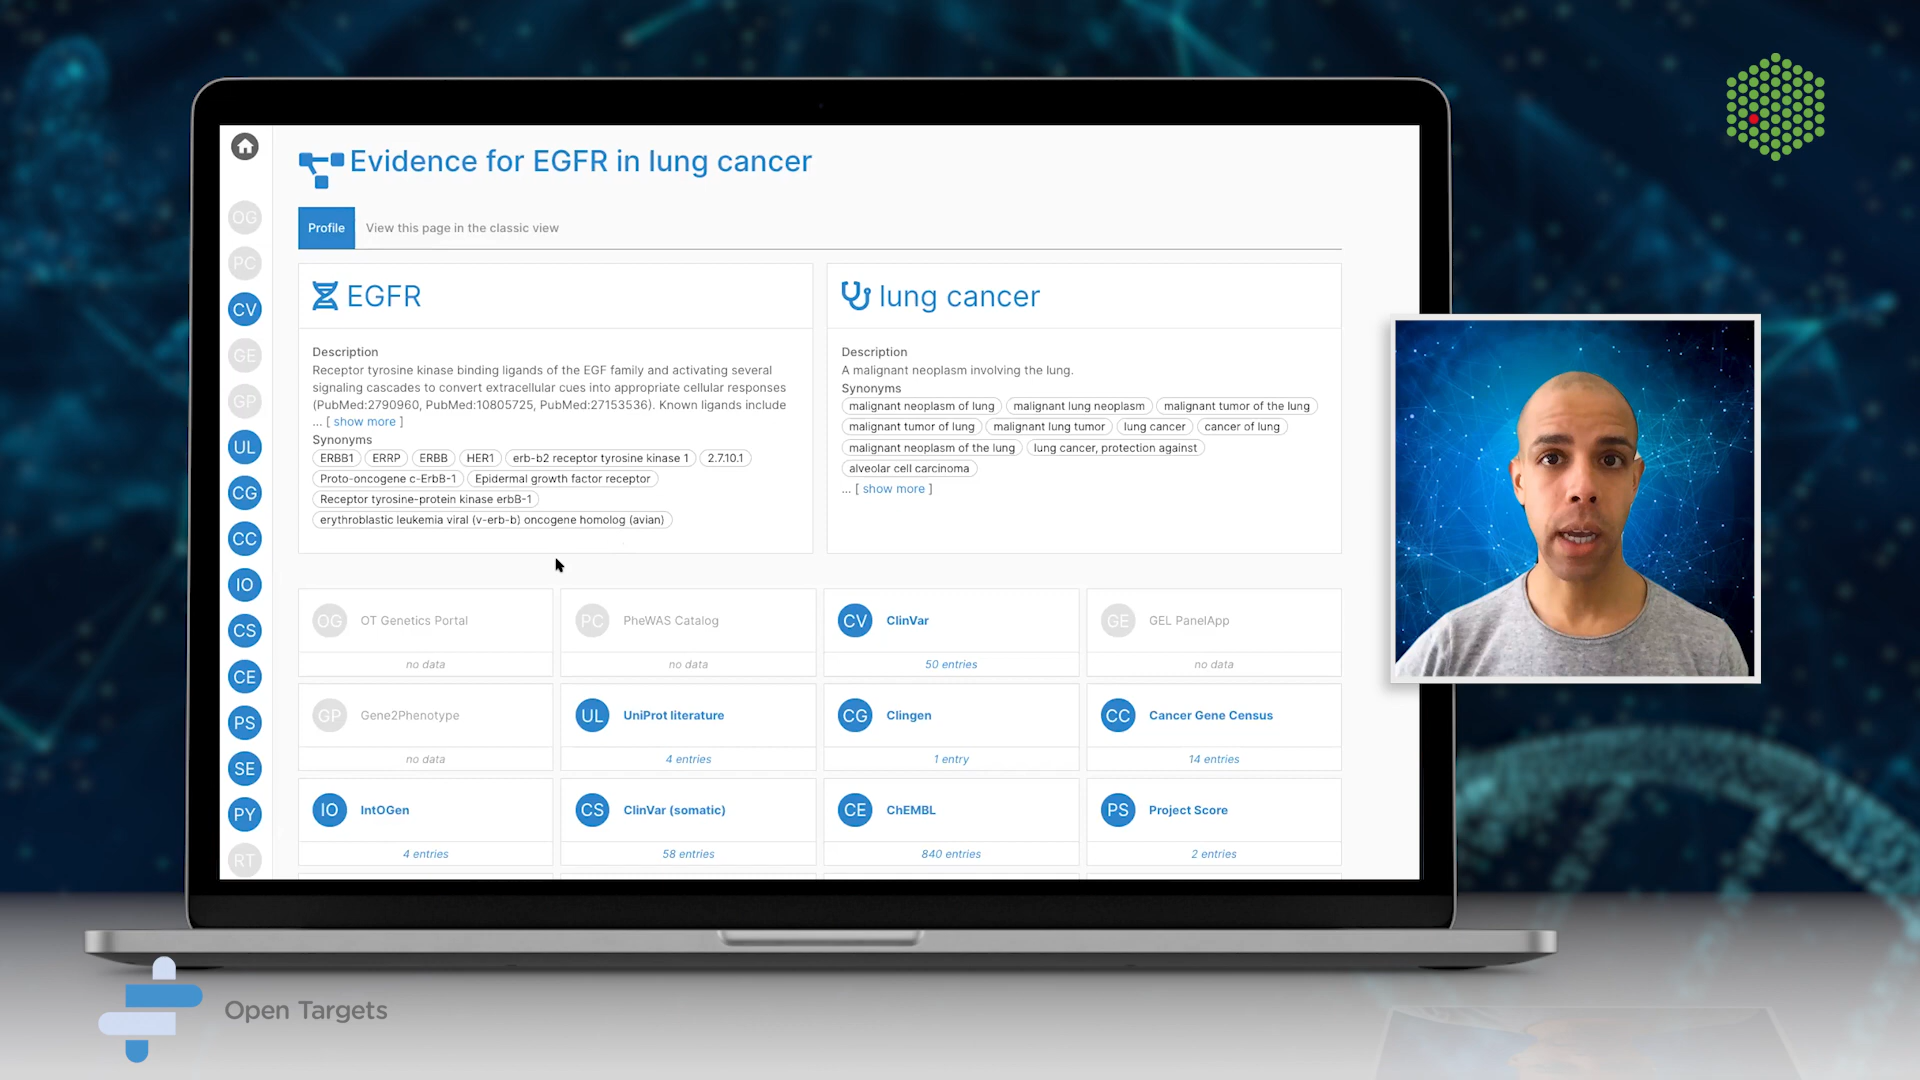 Evidence for EGFR in lung cancer
Profile
View this page in the classic view
OG
PC
CV
GE
GP
UL
CG
CC
IO
CS
CE
PS
SE
PY
RT
EGFR
Description
Receptor tyrosine kinase binding ligands of the EGF family and activating several
signaling cascades to convert extracellular cues into appropriate cellular responses
(PubMed:2790960, PubMed:10805725, PubMed:27153536). Known ligands include
... [ show more ]
Synonyms
ERBB1 ERRP ERBB HER1 erb-b2 receptor tyrosine kinase 1 2.7.10.1
Proto-oncogene c-ErbB-1 Epidermal growth factor receptor
Receptor tyrosine-protein kinase erbB-1
erythroblastic leukemia viral (v-erb-b) oncogene homolog (avian)
lung cancer
Description
A malignant neoplasm involving the lung.
Synonyms
malignant neoplasm of lung malignant lung neoplasm malignant tumor of the lung
malignant tumor of lung malignant lung tumor lung cancer cancer of lung
malignant neoplasm of the lung lung cancer, protection against
alveolar cell carcinoma
... [ show more ]
OG OT Genetics Portal
no data
PC PheWAS Catalog
no data
CV ClinVar
50 entries
GE GEL PanelApp
no data
GP Gene2Phenotype
no data
UL UniProt literature
4 entries
CG Clingen
1 entry
CC Cancer Gene Census
14 entries
IO IntOGen
4 entries
CS ClinVar (somatic)
58 entries
CE ChEMBL
840 entries
PS Project Score
2 entries
Open Targets